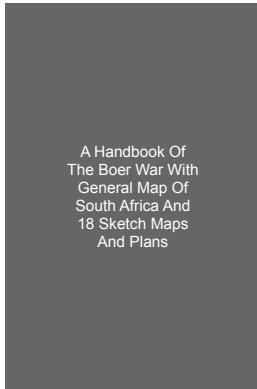 A Handbook Of
The Boer War With
General Map Of
South Africa And
18 Sketch Maps
And Plans